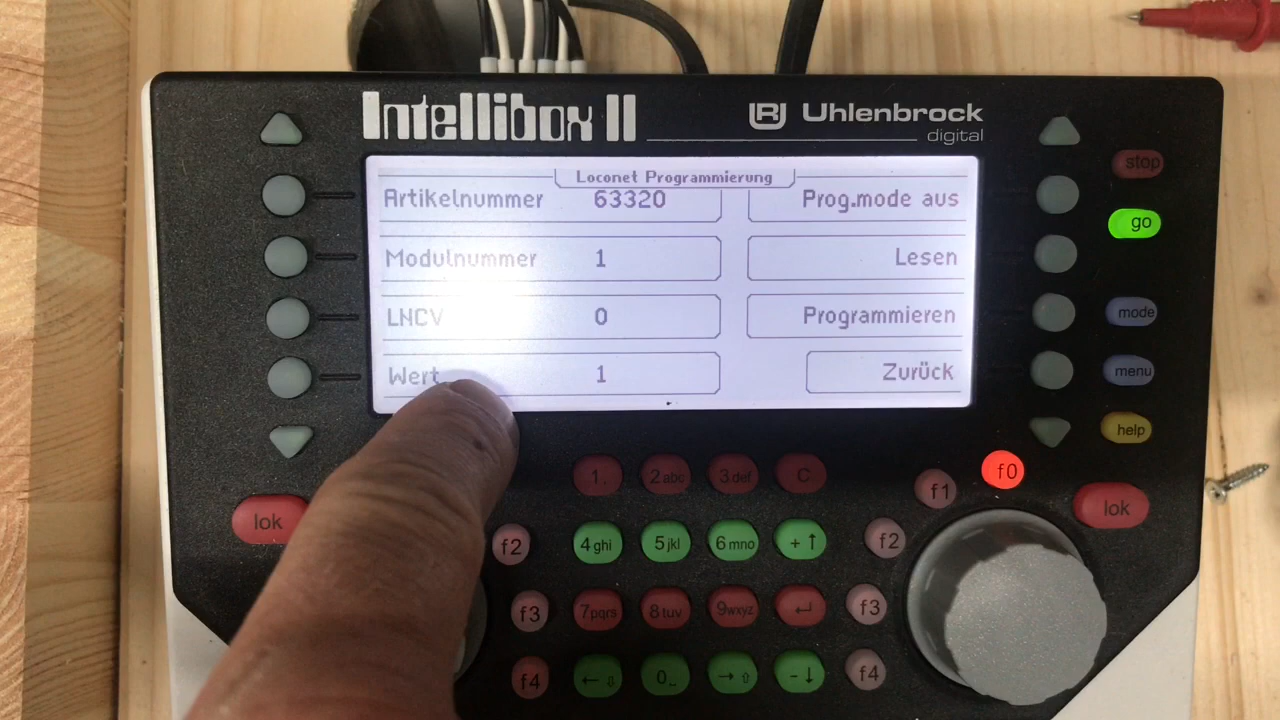 Intellibox II
Uhlenbrock
digital
Loconet Programmierung
Artikelnummer 63320
Prog.mode aus
Modulnummer 1
Lesen
LNCV 0
Programmieren
Wert 1
Zurück
stop
go
mode
menu
help
lok
1
2abc
3def
C
f1
f0
lok
f2
4ghi
5jkl
6mno
+↑
f2
f3
7pqrs
8tuv
9wxyz
↵
f3
f4
←⇩
0_
→⇧
-↓
f4